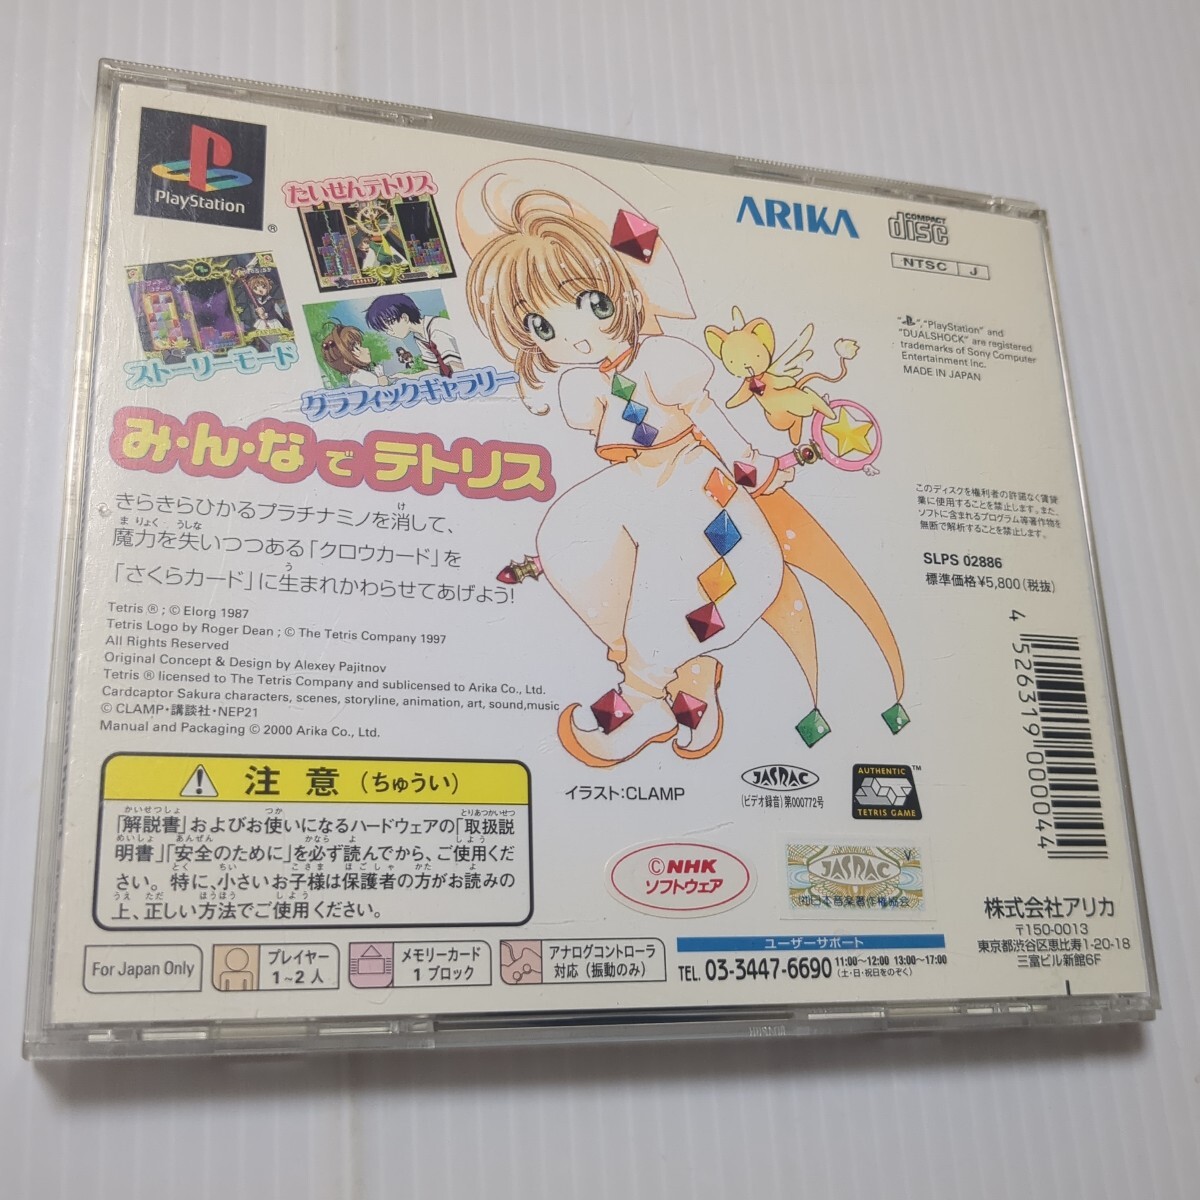 PlayStation
®
たいせんテトリス
ストーリーモード
グラフィックギャラリー
み・ん・な で テトリス
きらきらひかるプラチナミノを消して、
魔力を失いつつある「クロウカード」を
「さくらカード」に生まれかわらせてあげよう!
Tetris ® ; © Elorg 1987
Tetris Logo by Roger Dean ; © The Tetris Company 1997
All Rights Reserved
Original Concept & Design by Alexey Pajitnov
Tetris ® licensed to The Tetris Company and sublicensed to Arika Co., Ltd.
Cardcaptor Sakura characters, scenes, storyline, animation, art, sound,music
© CLAMP・講談社・NEP21
Manual and Packaging © 2000 Arika Co., Ltd.
ARIKA
COMPACT
disc
NTSC J
"PlayStation" and
"DUALSHOCK" are registered
trademarks of Sony Computer
Entertainment Inc.
MADE IN JAPAN
このディスクを権利者の許諾なく賃貸
業に使用することを禁止します。また、
ソフトに含まれるプログラム等著作物を
無断で解析することを禁止します。
SLPS 02886
標準価格¥5,800(税抜)
4 526319 000044
イラスト:CLAMP
JASRAC
(ビデオ録音)第000772号
AUTHENTIC
TETRIS GAME
TM
注 意 (ちゅうい)
「解説書」およびお使いになるハードウェアの「取扱説
明書」「安全のために」を必ず読んでから、ご使用くだ
さい。特に、小さいお子様は保護者の方がお読みの
上、正しい方法でご使用ください。
©NHK
ソフトウェア
V
JASRAC
(社)日本音楽著作権協会
株式会社アリカ
〒150-0013
東京都渋谷区恵比寿1-20-18
三富ビル新館6F
For Japan Only
プレイヤー
1~2 人
メモリーカード
1 ブロック
アナログコントローラ
対応(振動のみ)
ユーザーサポート
TEL. 03-3447-6690 11:00~12:00 13:00~17:00
(土・日・祝日をのぞく)